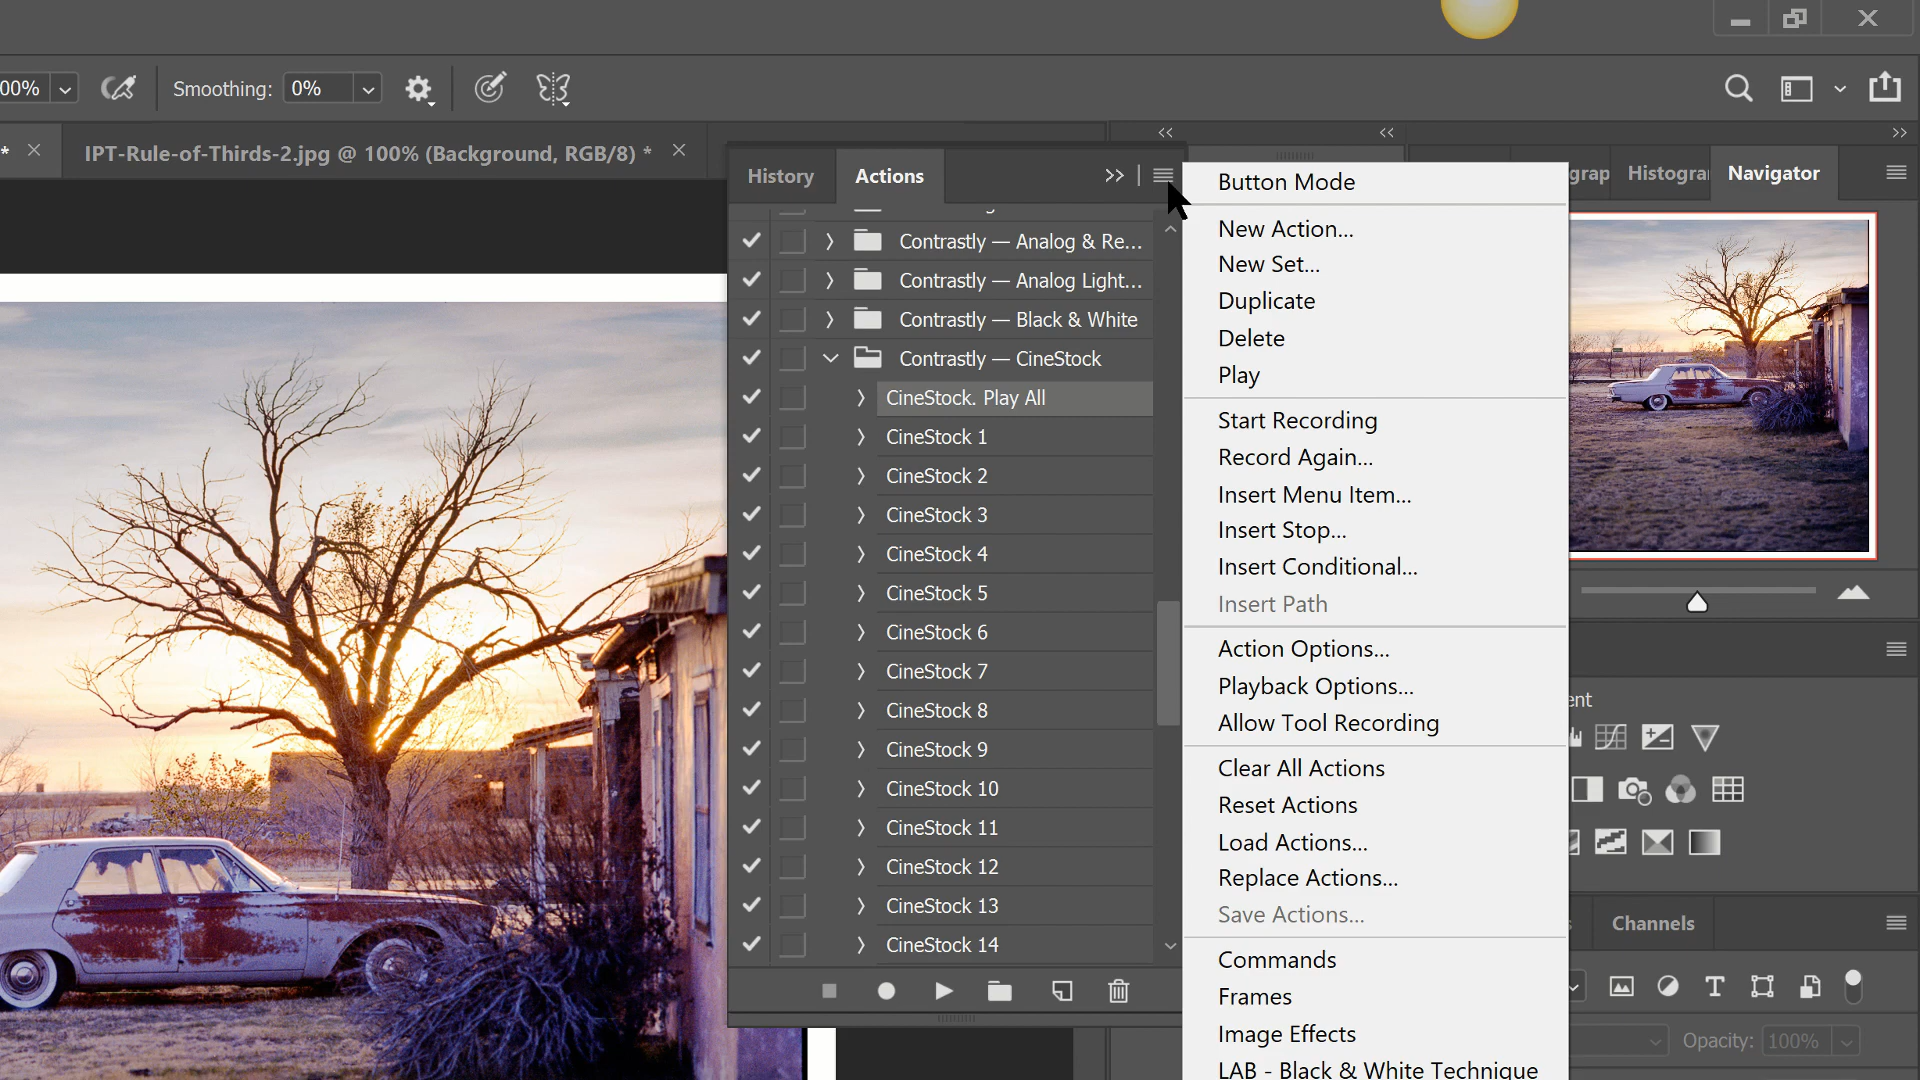 00%
Smoothing: 0%
*
IPT-Rule-of-Thirds-2.jpg @ 100% (Background, RGB/8) *
History
Actions
Contrastly — Analog & Re...
Contrastly — Analog Light...
Contrastly — Black & White
Contrastly — CineStock
CineStock. Play All
CineStock 1
CineStock 2
CineStock 3
CineStock 4
CineStock 5
CineStock 6
CineStock 7
CineStock 8
CineStock 9
CineStock 10
CineStock 11
CineStock 12
CineStock 13
CineStock 14
Button Mode
New Action...
New Set...
Duplicate
Delete
Play
Start Recording
Record Again...
Insert Menu Item...
Insert Stop...
Insert Conditional...
Insert Path
Action Options...
Playback Options...
Allow Tool Recording
Clear All Actions
Reset Actions
Load Actions...
Replace Actions...
Save Actions...
Commands
Frames
Image Effects
LAB - Black & White Technique
grap
Histogra
Navigator
ent
s
Channels
Opacity: 100%